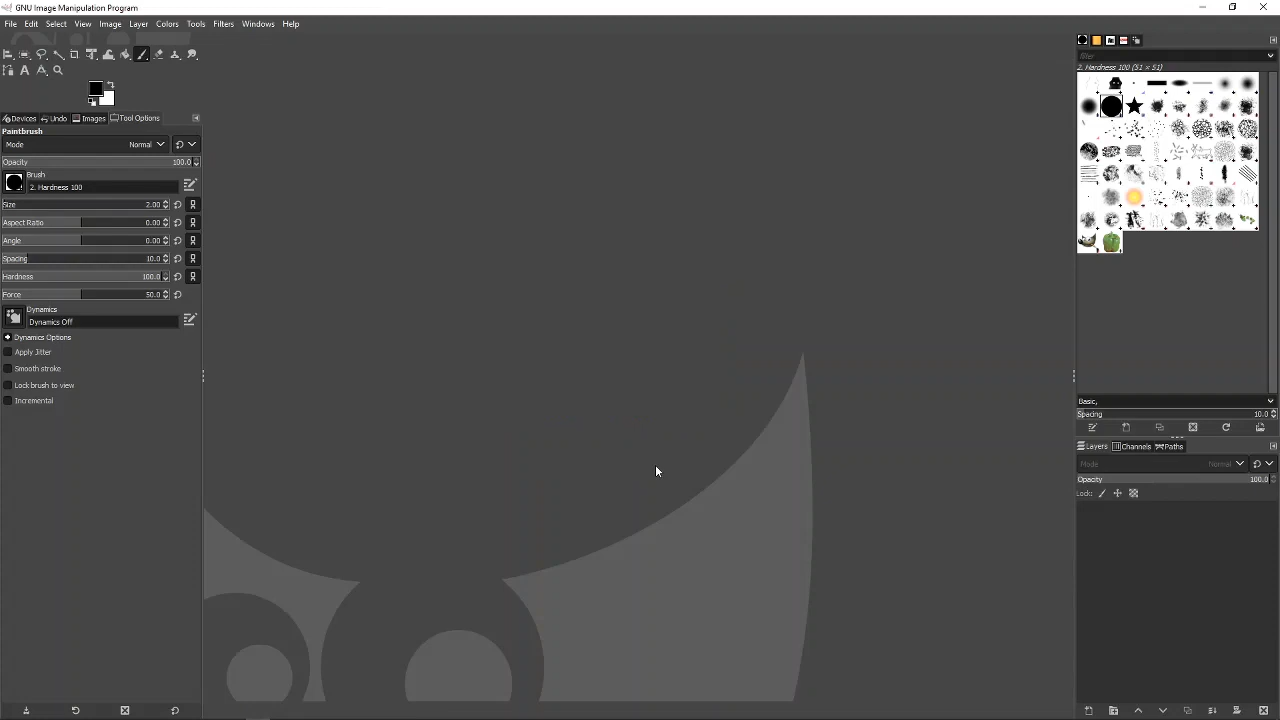 GNU Image Manipulation Program
File Edit Select View Image Layer Colors Tools Filters Windows Help
Devices Undo Images Tool Options
Paintbrush
Mode Normal
Opacity 100.0
Brush
2. Hardness 100
Size 2.00
Aspect Ratio 0.00
Angle 0.00
Spacing 10.0
Hardness 100.0
Force 50.0
Dynamics
Dynamics Off
Dynamics Options
Apply Jitter
Smooth stroke
Lock brush to view
Incremental
filter
2. Hardness 100 (51 × 51)
Basic,
Spacing 10.0
Layers Channels Paths
Mode Normal
Opacity 100.0
Lock: